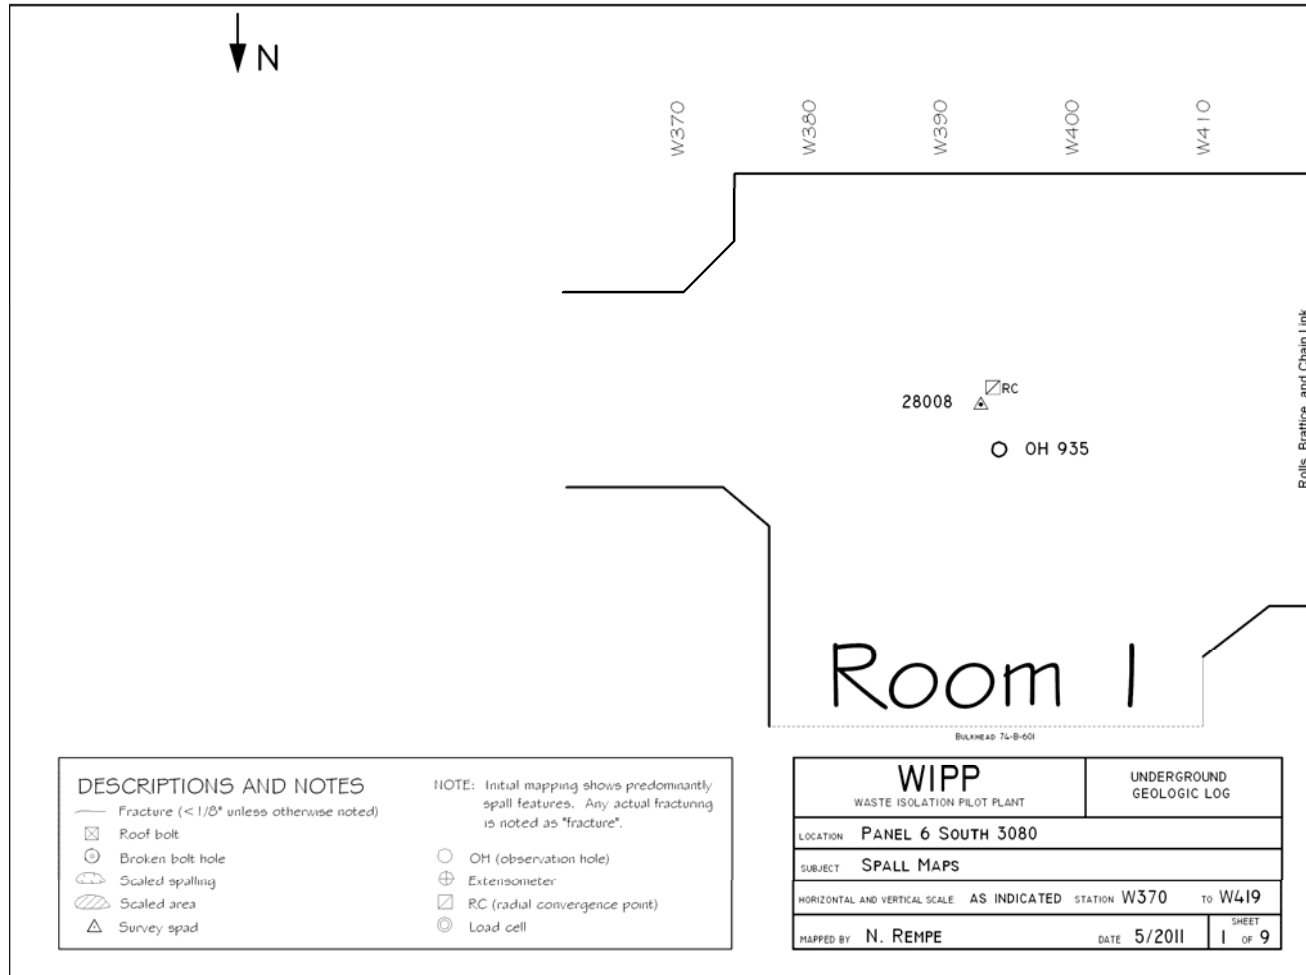 N
W370
W380
W390
W400
W410
RC
28008
OH 935
Rolls, Brattice, and Chain Link
Room 1
BULKHEAD 74-B-601
DESCRIPTIONS AND NOTES
Fracture (< 1/8" unless otherwise noted)
Roof bolt
Broken bolt hole
Scaled spalling
Scaled area
Survey spad
NOTE: Initial mapping shows predominantly
spall features. Any actual fracturing
is noted as "fracture".
OH (observation hole)
Extensometer
RC (radial convergence point)
Load cell
WIPP
WASTE ISOLATION PILOT PLANT
UNDERGROUND
GEOLOGIC LOG
LOCATION PANEL 6 SOUTH 3080
SUBJECT SPALL MAPS
HORIZONTAL AND VERTICAL SCALE AS INDICATED STATION W370 TO W419
MAPPED BY N. REMPE DATE 5/2011
SHEET
1 OF 9